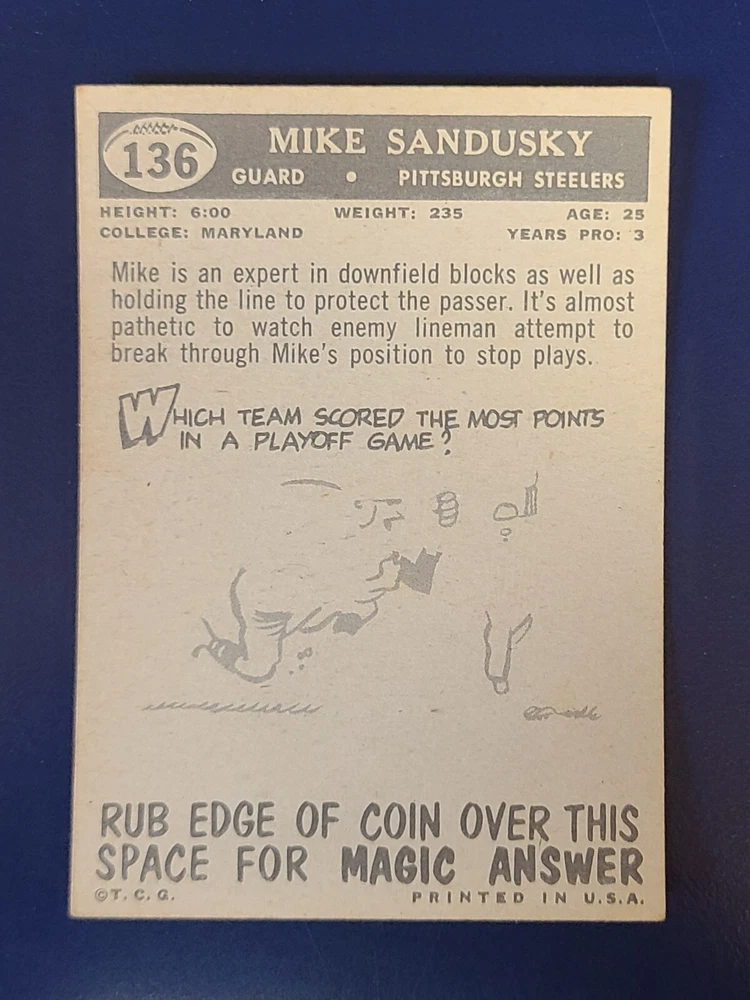 136
MIKE SANDUSKY
GUARD • PITTSBURGH STEELERS
HEIGHT: 6:00 WEIGHT: 235 AGE: 25
COLLEGE: MARYLAND YEARS PRO: 3
Mike is an expert in downfield blocks as well as
holding the line to protect the passer. It's almost
pathetic to watch enemy lineman attempt to
break through Mike's position to stop plays.
WHICH TEAM SCORED THE MOST POINTS
IN A PLAYOFF GAME?
RUB EDGE OF COIN OVER THIS
SPACE FOR MAGIC ANSWER
©T. C. G. PRINTED IN U.S.A.